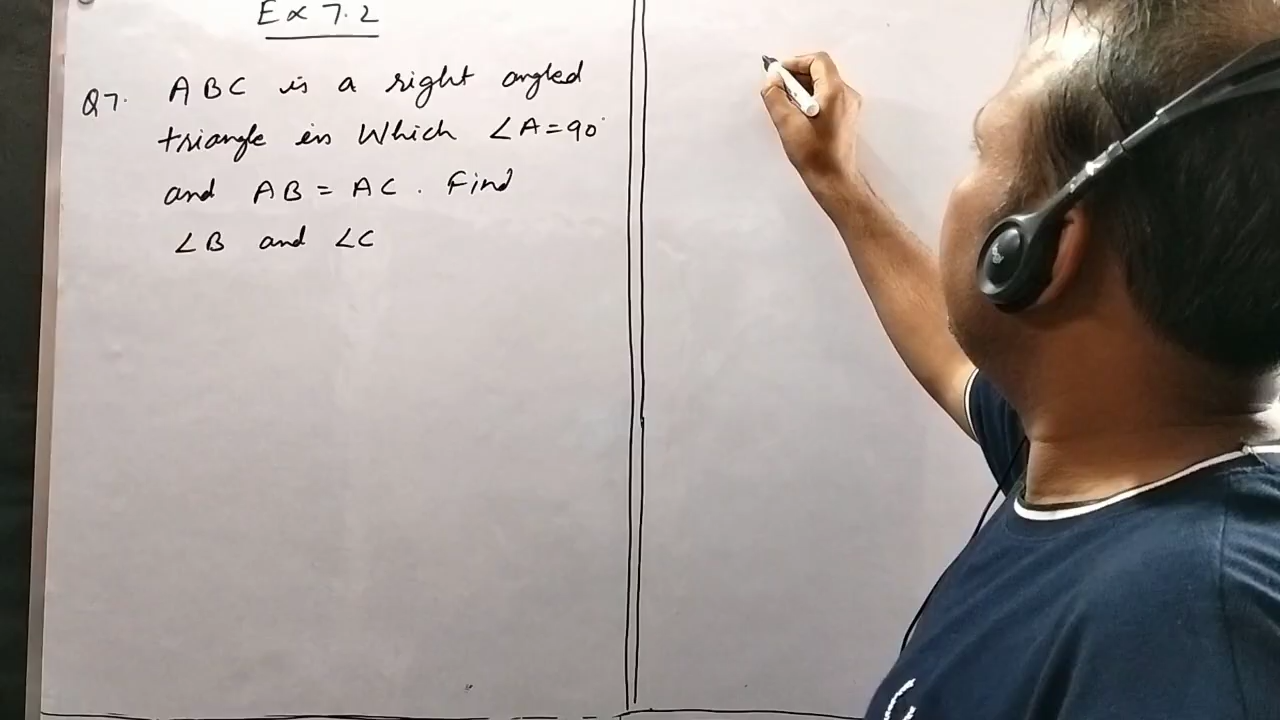 Ex 7.2
Q7. ABC is a right angled
triangle in Which ∠A=90°
and AB = AC. Find
∠B and ∠C